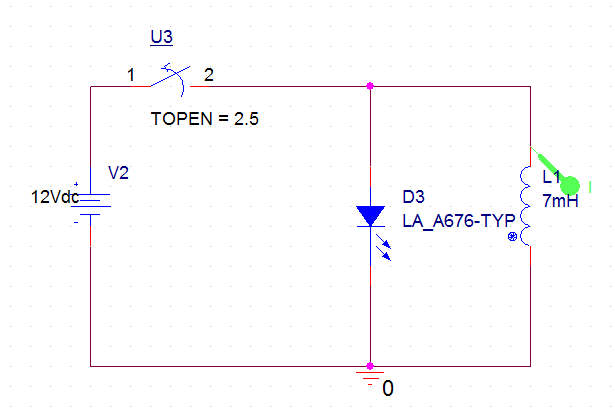 U3
1 2
TOPEN = 2.5
V2
12Vdc
+
-
D3
LA_A676-TYP
L1
7mH
I
0